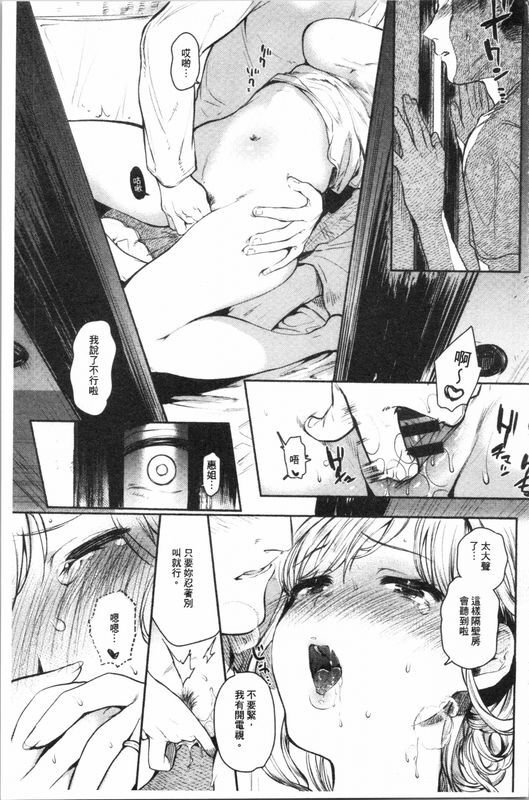 哎喲…
咕啾
我說了不行啦
啊～♡
唔
惠姐…
太大聲
了…
這樣隔壁房
會聽到啦
不要緊，
我有開電視。
只要妳忍著別
叫就行。
嗯嗯…♡